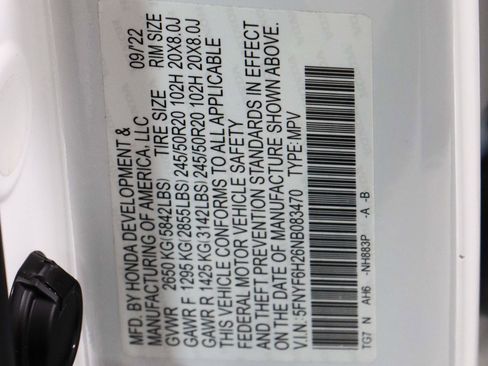 MFD. BY HONDA DEVELOPMENT &
MANUFACTURING OF AMERICA, LLC 09/'22
GVWR 2650 KG(5842LBS) TIRE SIZE RIM SIZE
GAWR F 1295 KG(2855LBS) 245/50R20 102H 20X8.0J
GAWR R 1425 KG(3142LBS) 245/50R20 102H 20X8.0J
THIS VEHICLE CONFORMS TO ALL APPLICABLE
FEDERAL MOTOR VEHICLE SAFETY
AND THEFT PREVENTION STANDARDS IN EFFECT
ON THE DATE OF MANUFACTURE SHOWN ABOVE.
V.I.N.: 5FNYF6H26NB083470 TYPE: MPV
TG7 N AH6 -NH883P -A -B